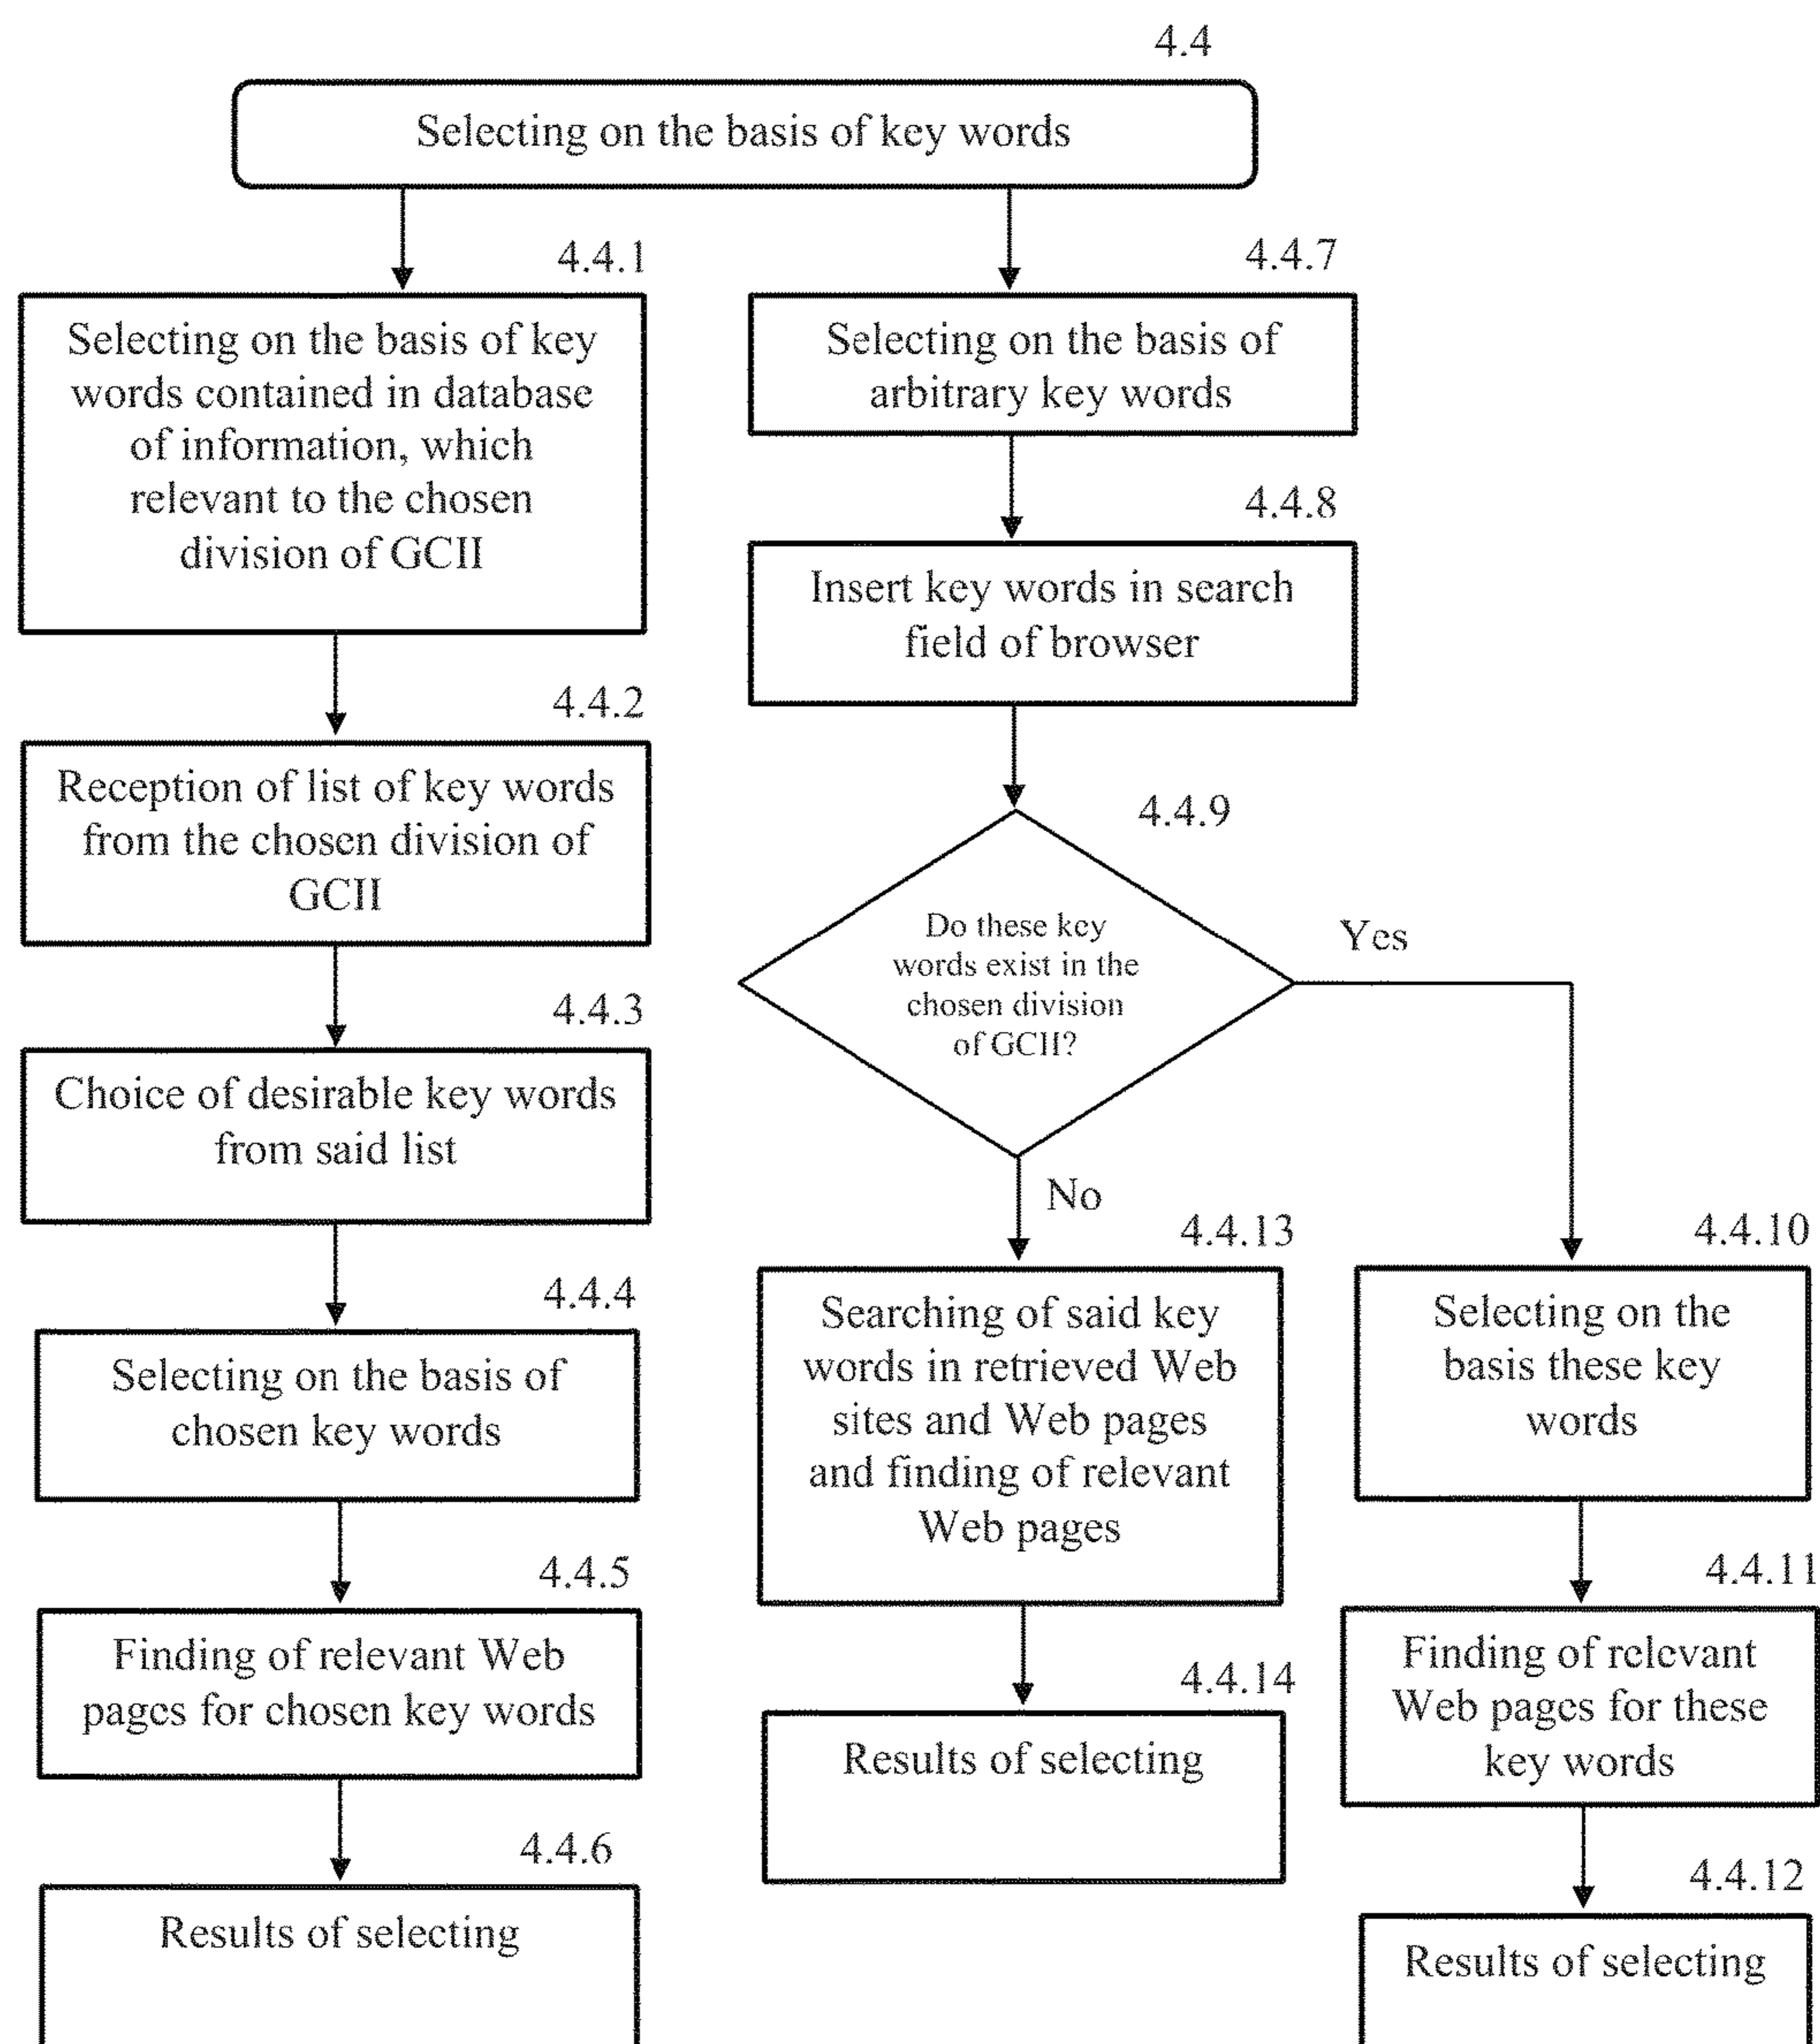 4.4
Selecting on the basis of key words
4.4.1
Selecting on the basis of key
words contained in database
of information, which
relevant to the chosen
division of GCII
4.4.2
Reception of list of key words
from the chosen division of
GCII
4.4.3
Choice of desirable key words
from said list
4.4.4
Selecting on the basis of
chosen key words
4.4.5
Finding of relevant Web
pages for chosen key words
4.4.6
Results of selecting
4.4.7
Selecting on the basis of
arbitrary key words
4.4.8
Insert key words in search
field of browser
4.4.9
Do these key
words exist in the
chosen division
of GCII?
Yes
No
4.4.13
Searching of said key
words in retrieved Web
sites and Web pages
and finding of relevant
Web pages
4.4.14
Results of selecting
4.4.10
Selecting on the
basis these key
words
4.4.11
Finding of relevant
Web pages for these
key words
4.4.12
Results of selecting